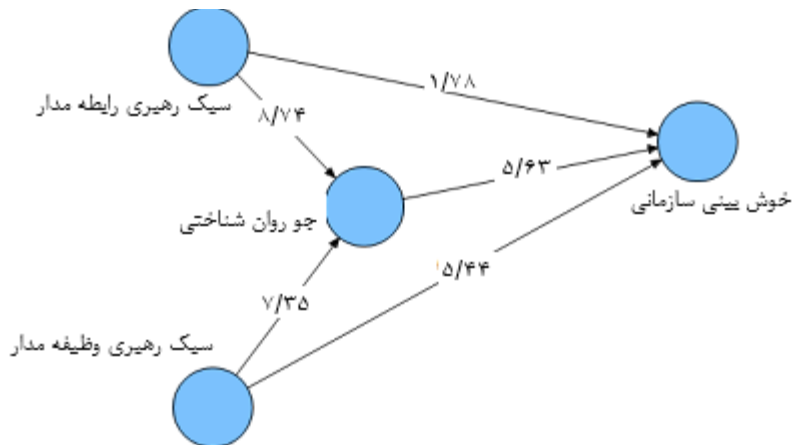 سبک رهبری رابطه مدار
۱/۷۸
۸/۷۴
۵/۶۳
خوش بینی سازمانی
جو روان شناختی
۵/۴۴
۷/۳۵
سبک رهبری وظیفه مدار